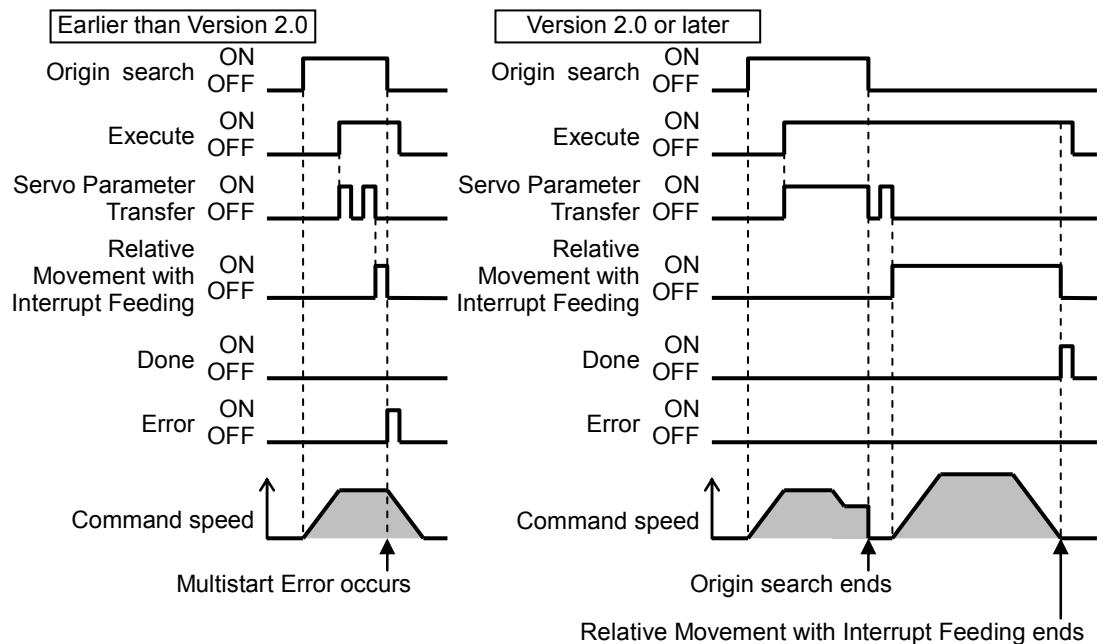 Earlier than Version 2.0
Origin search
ON
OFF
Execute
ON
OFF
Servo Parameter
Transfer
ON
OFF
Relative
Movement with
Interrupt Feeding
ON
OFF
Done
ON
OFF
Error
ON
OFF
Command speed
Multistart Error occurs
Version 2.0 or later
Origin search
ON
OFF
Execute
ON
OFF
Servo Parameter
Transfer
ON
OFF
Relative
Movement with
Interrupt Feeding
ON
OFF
Done
ON
OFF
Error
ON
OFF
Command speed
Origin search ends
Relative Movement with Interrupt Feeding ends